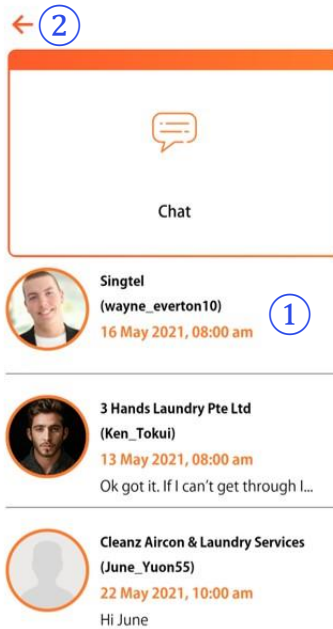 ②
Chat
Singtel
(wayne_everton10)
①
16 May 2021, 08:00 am
3 Hands Laundry Pte Ltd
(Ken_Tokui)
13 May 2021, 08:00 am
Ok got it. If I can't get through I...
Cleanz Aircon & Laundry Services
(June_Yuon55)
22 May 2021, 10:00 am
Hi June